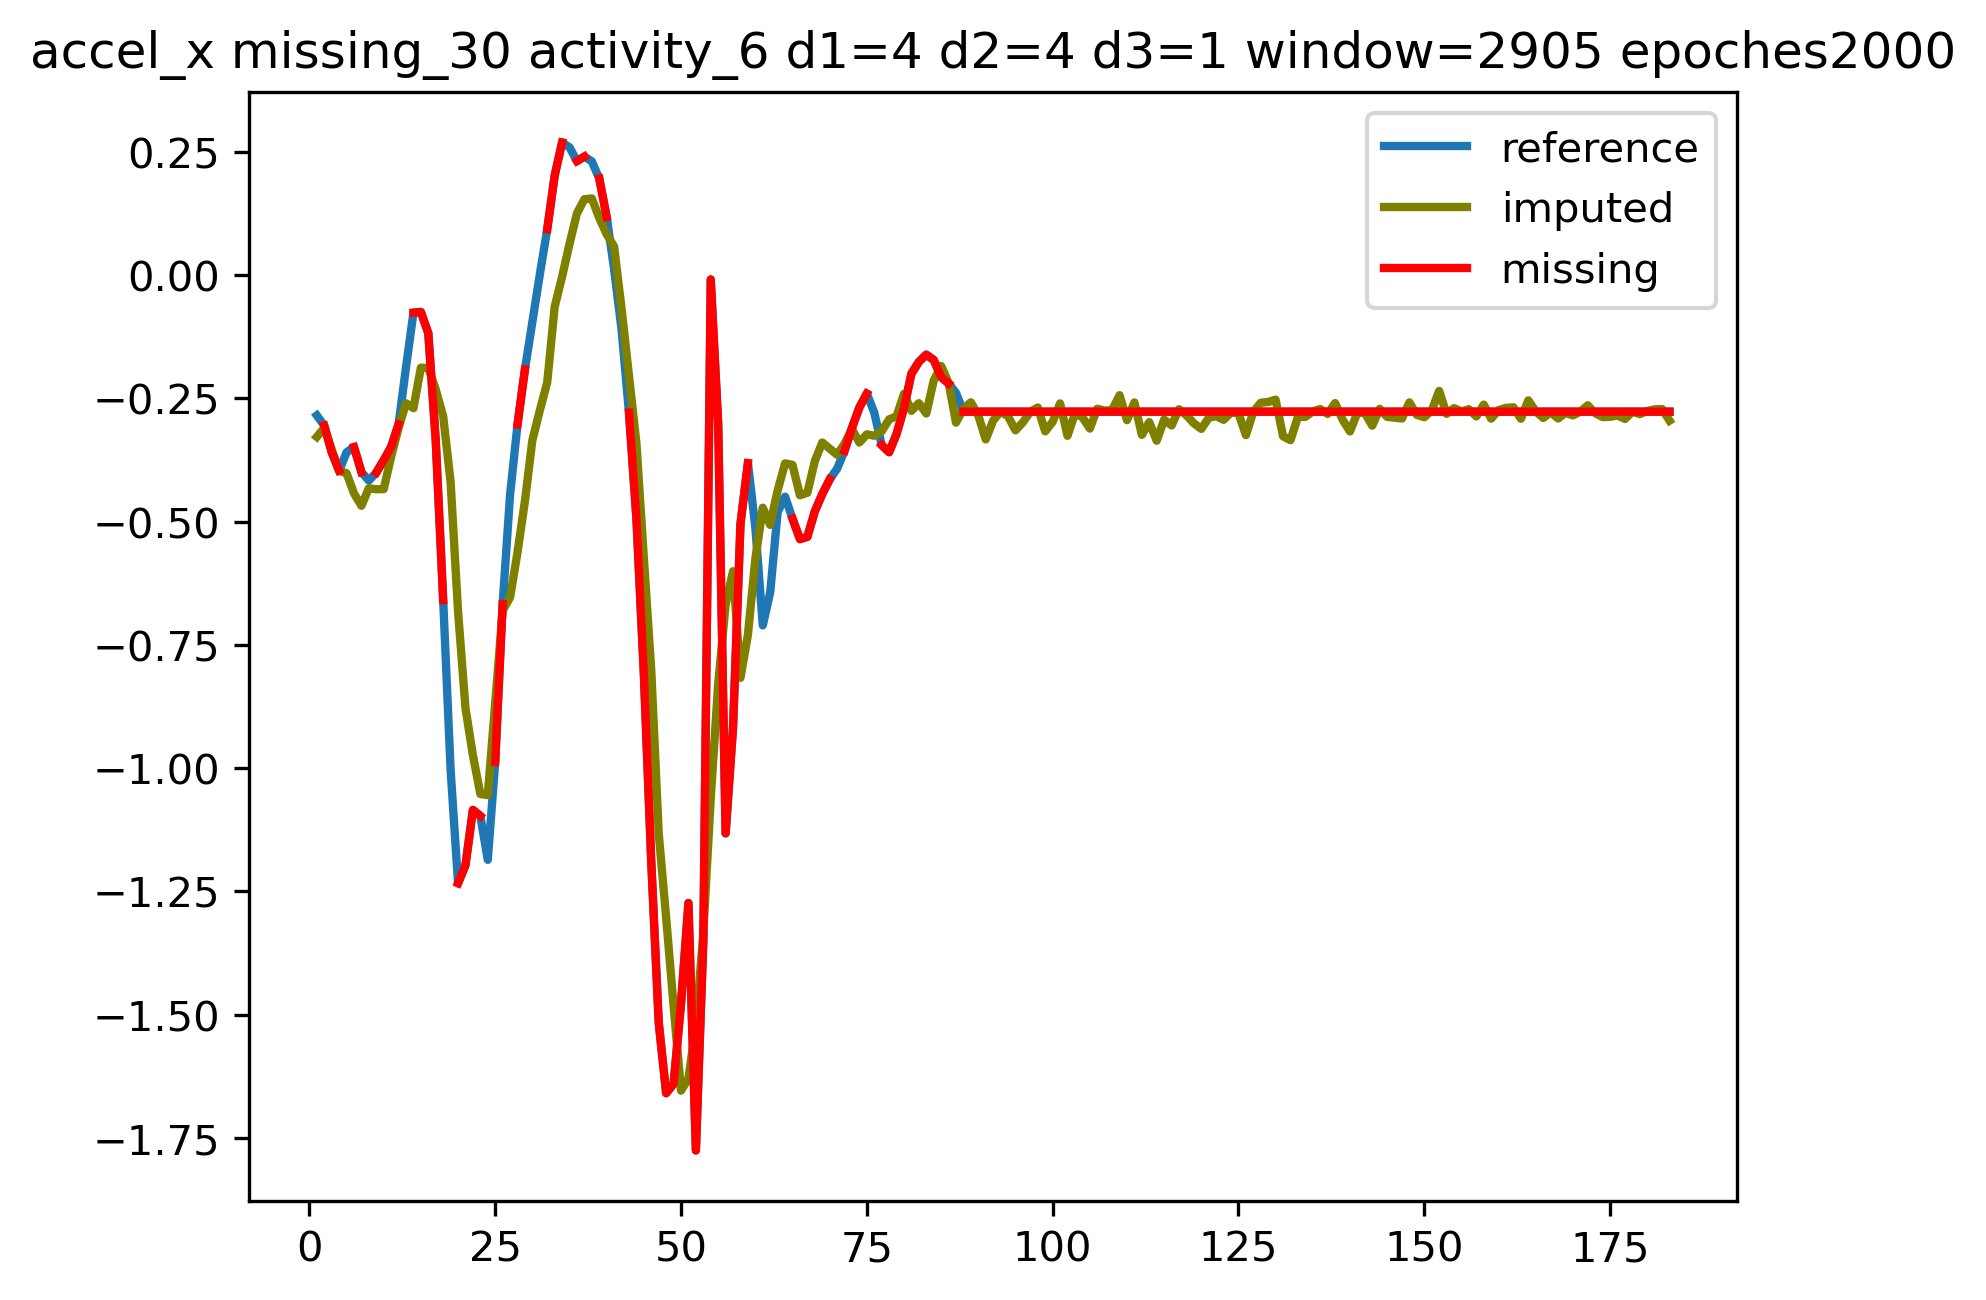 accel_x missing_30 activity_6 d1=4 d2=4 d3=1 window=2905 epoches2000
reference
imputed
missing
0.25
0.00
−0.25
−0.50
−0.75
−1.00
−1.25
−1.50
−1.75
0 25 50 75 100 125 150 175